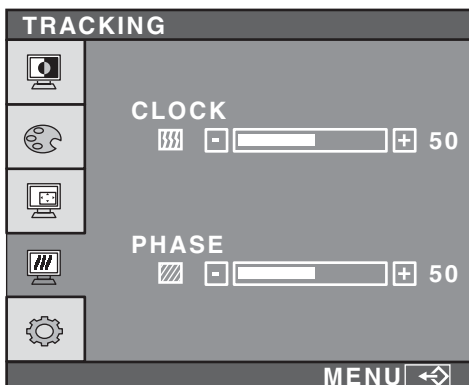 TRACKING
CLOCK
- + 50
PHASE
- + 50
MENU